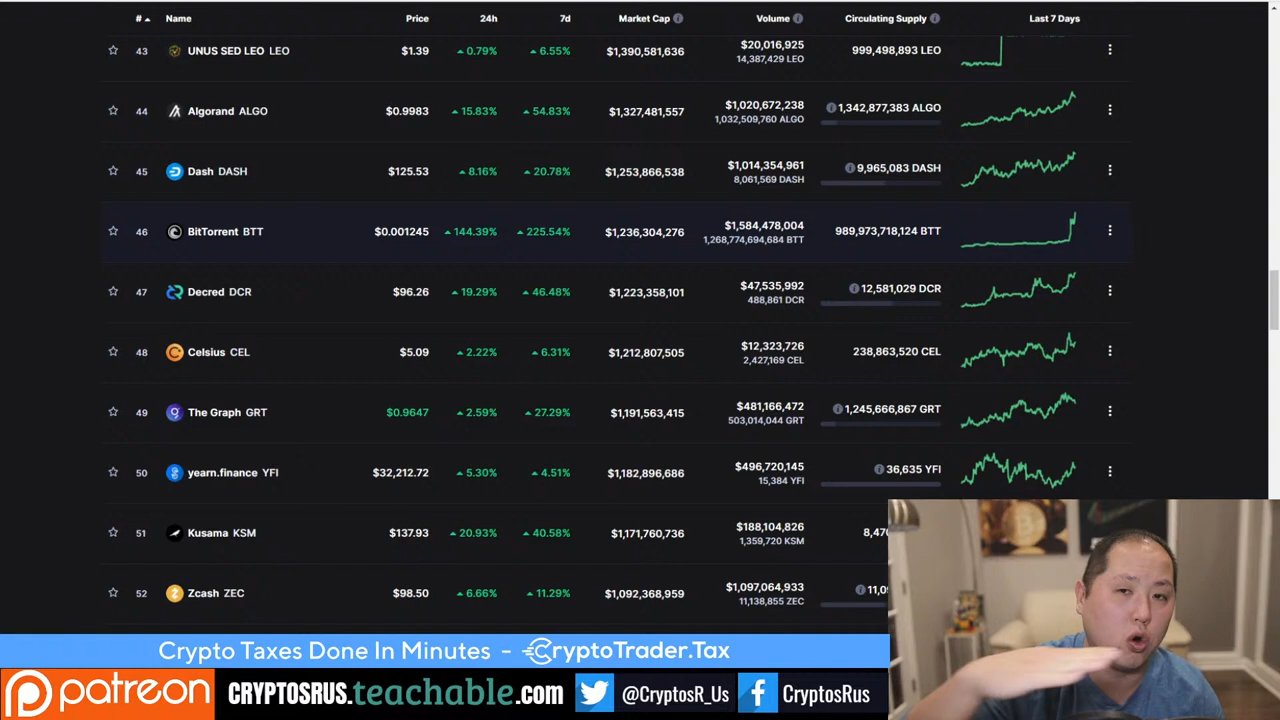 # Name Price 24h 7d Market Cap Volume Circulating Supply Last 7 Days
43 UNUS SED LEO LEO $1.39 0.79% 6.55% $1,390,581,636 $20,016,925 999,498,893 LEO
14,387,429 LEO
44 Algorand ALGO $0.9983 15.83% 54.83% $1,327,481,557 $1,020,672,238 1,342,877,383 ALGO
1,032,509,760 ALGO
45 Dash DASH $125.53 8.16% 20.78% $1,253,866,538 $1,014,354,961 9,965,083 DASH
8,061,569 DASH
46 BitTorrent BTT $0.001245 144.39% 225.54% $1,236,304,276 $1,584,478,004 989,973,718,124 BTT
1,268,774,694,684 BTT
47 Decred DCR $96.26 19.29% 46.48% $1,223,358,101 $47,535,992 12,581,029 DCR
488,861 DCR
48 Celsius CEL $5.09 2.22% 6.31% $1,212,807,505 $12,323,726 238,863,520 CEL
2,427,169 CEL
49 The Graph GRT $0.9647 2.59% 27.29% $1,191,563,415 $481,166,472 1,245,666,867 GRT
503,014,044 GRT
50 yearn.finance YFI $32,212.72 5.30% 4.51% $1,182,896,686 $496,720,145 36,635 YFI
15,384 YFI
51 Kusama KSM $137.93 20.93% 40.58% $1,171,760,736 $188,104,826 8,47
1,359,720 KSM
52 Zcash ZEC $98.50 6.66% 11.29% $1,092,368,959 $1,097,064,933 11,09
11,138,855 ZEC
Crypto Taxes Done In Minutes - CryptoTrader.Tax
patreon CRYPTOSRUS.teachable.com @CryptosR_Us CryptosRus